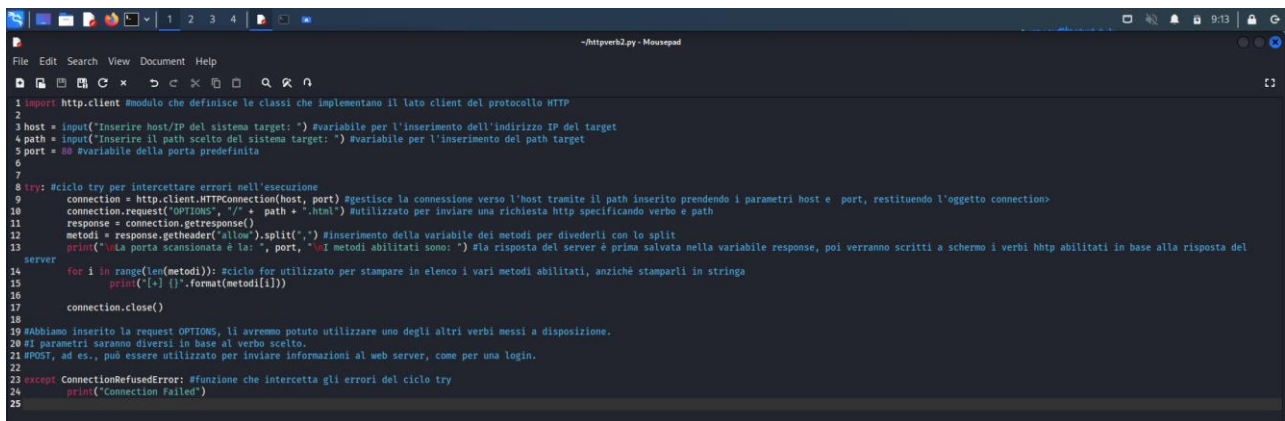 1 2 3 4
9:13
~/httpverb2.py - Mousepad
File Edit Search View Document Help
1 import http.client #modulo che definisce le classi che implementano il lato client del protocollo HTTP
2
3 host = input("Inserire host/IP del sistema target: ") #variabile per l'inserimento dell'indirizzo IP del target
4 path = input("Inserire il path scelto del sistema target: ") #variabile per l'inserimento del path target
5 port = 80 #variabile della porta predefinita
6
7
8 try: #ciclo try per intercettare errori nell'esecuzione
9 connection = http.client.HTTPConnection(host, port) #gestisce la connessione verso l'host tramite il path inserito prendendo i parametri host e port, restituendo l'oggetto connection>
10 connection.request("OPTIONS", "/" + path + ".html") #utilizzato per inviare una richiesta http specificando verbo e path
11 response = connection.getresponse()
12 metodi = response.getheader("allow").split(",") #inserimento della variabile dei metodi per divederli con lo split
13 print("\nLa porta scansionata è la: ", port, "\nI metodi abilitati sono: ") #la risposta del server è prima salvata nella variabile response, poi verranno scritti a schermo i verbi hhtp abilitati in base alla risposta del
server
14 for i in range(len(metodi)): #ciclo for utilizzato per stampare in elenco i vari metodi abilitati, anzichè stamparli in stringa
15 print("[+] {}".format(metodi[i]))
16
17 connection.close()
18
19 #Abbiamo inserito la request OPTIONS, li avremmo potuto utilizzare uno degli altri verbi messi a disposizione.
20 #I parametri saranno diversi in base al verbo scelto.
21 #POST, ad es., può essere utilizzato per inviare informazioni al web server, come per una login.
22
23 except ConnectionRefusedError: #funzione che intercetta gli errori del ciclo try
24 print("Connection Failed")
25